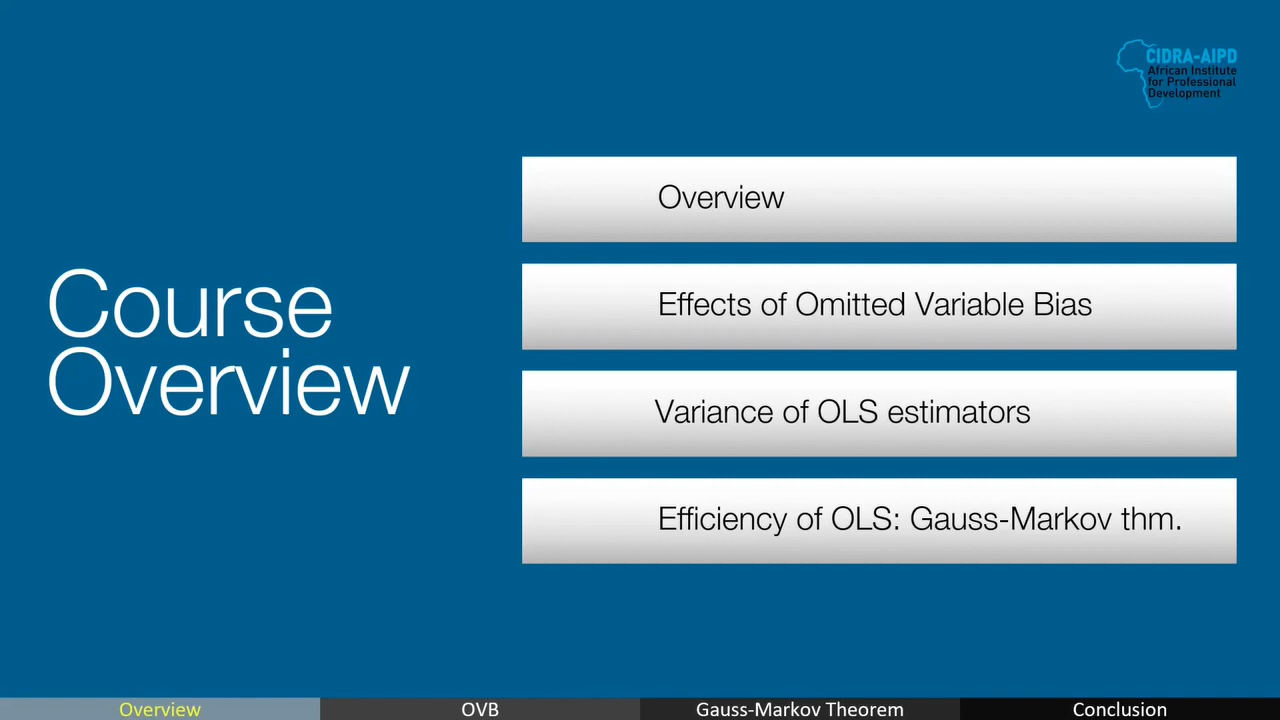 CIDRA-AIPD
African Institute
for Professional
Development
Course
Overview
Overview
Effects of Omitted Variable Bias
Variance of OLS estimators
Efficiency of OLS: Gauss-Markov thm.
Overview
OVB
Gauss-Markov Theorem
Conclusion